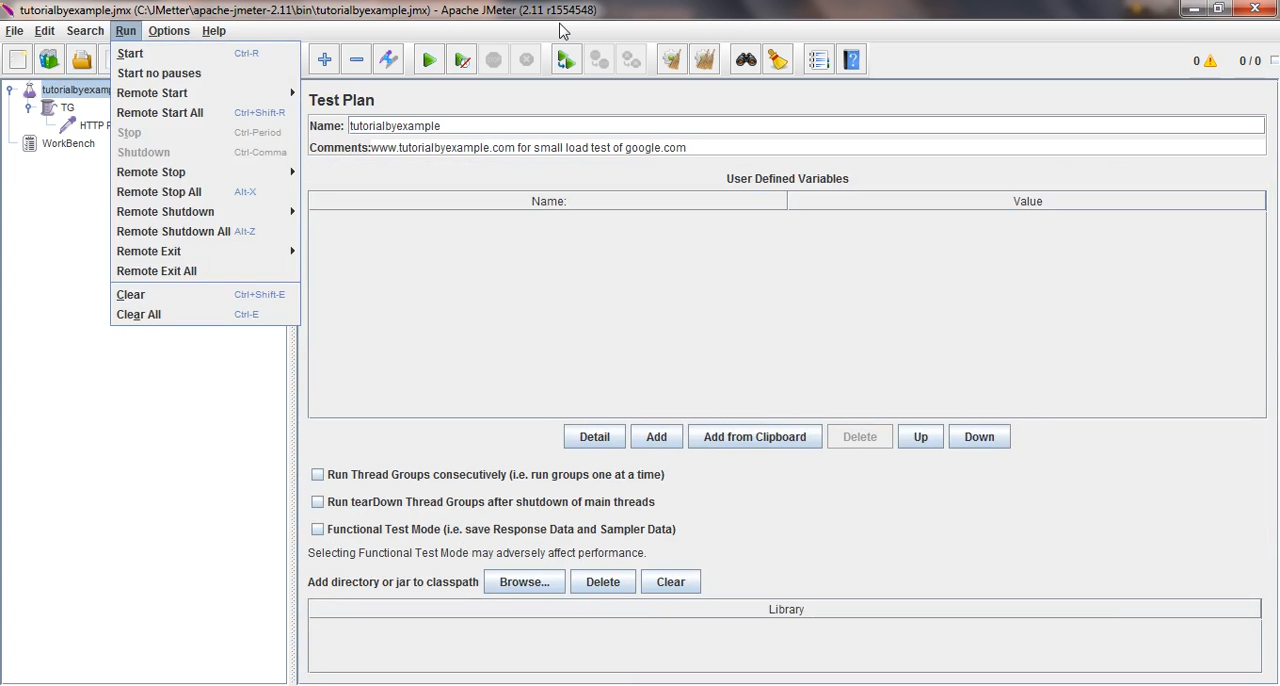 tutorialbyexample.jmx (C:\JMetter\apache-jmeter-2.11\bin\tutorialbyexample.jmx) - Apache JMeter (2.11 r1554548)
File Edit Search Run Options Help
0 0 / 0
Start Ctrl-R
Start no pauses
Remote Start
Remote Start All Ctrl+Shift-R
Stop Ctrl-Period
Shutdown Ctrl-Comma
Remote Stop
Remote Stop All Alt-X
Remote Shutdown
Remote Shutdown All Alt-Z
Remote Exit
Remote Exit All
Clear Ctrl+Shift-E
Clear All Ctrl-E
TG
HTTP
WorkBench
Test Plan
Name: tutorialbyexample
Comments: www.tutorialbyexample.com for small load test of google.com
User Defined Variables
Name: Value
Detail Add Add from Clipboard Delete Up Down
Run Thread Groups consecutively (i.e. run groups one at a time)
Run tearDown Thread Groups after shutdown of main threads
Functional Test Mode (i.e. save Response Data and Sampler Data)
Selecting Functional Test Mode may adversely affect performance.
Add directory or jar to classpath Browse... Delete Clear
Library